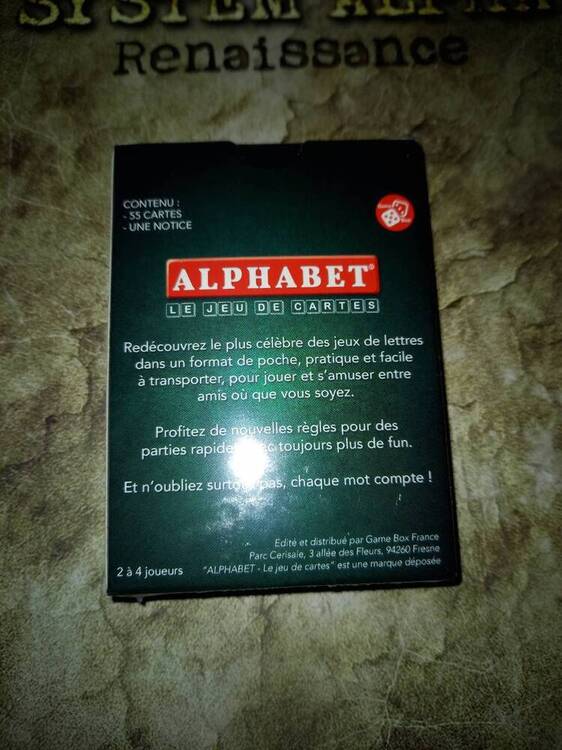 SYSTEM ALPHA
Renaissance
CONTENU :
- 55 CARTES
- UNE NOTICE
ALPHABET®
LE JEU DE CARTES
Redécouvrez le plus célèbre des jeux de lettres
dans un format de poche, pratique et facile
à transporter, pour jouer et s'amuser entre
amis où que vous soyez.
Profitez de nouvelles règles pour des
parties rapides toujours plus de fun.
Et n'oubliez surtout pas, chaque mot compte !
Edité et distribué par Game Box France
Parc Cerisaie, 3 allée des Fleurs, 94260 Fresne
2 à 4 joueurs
"ALPHABET - Le jeu de cartes" est une marque déposée